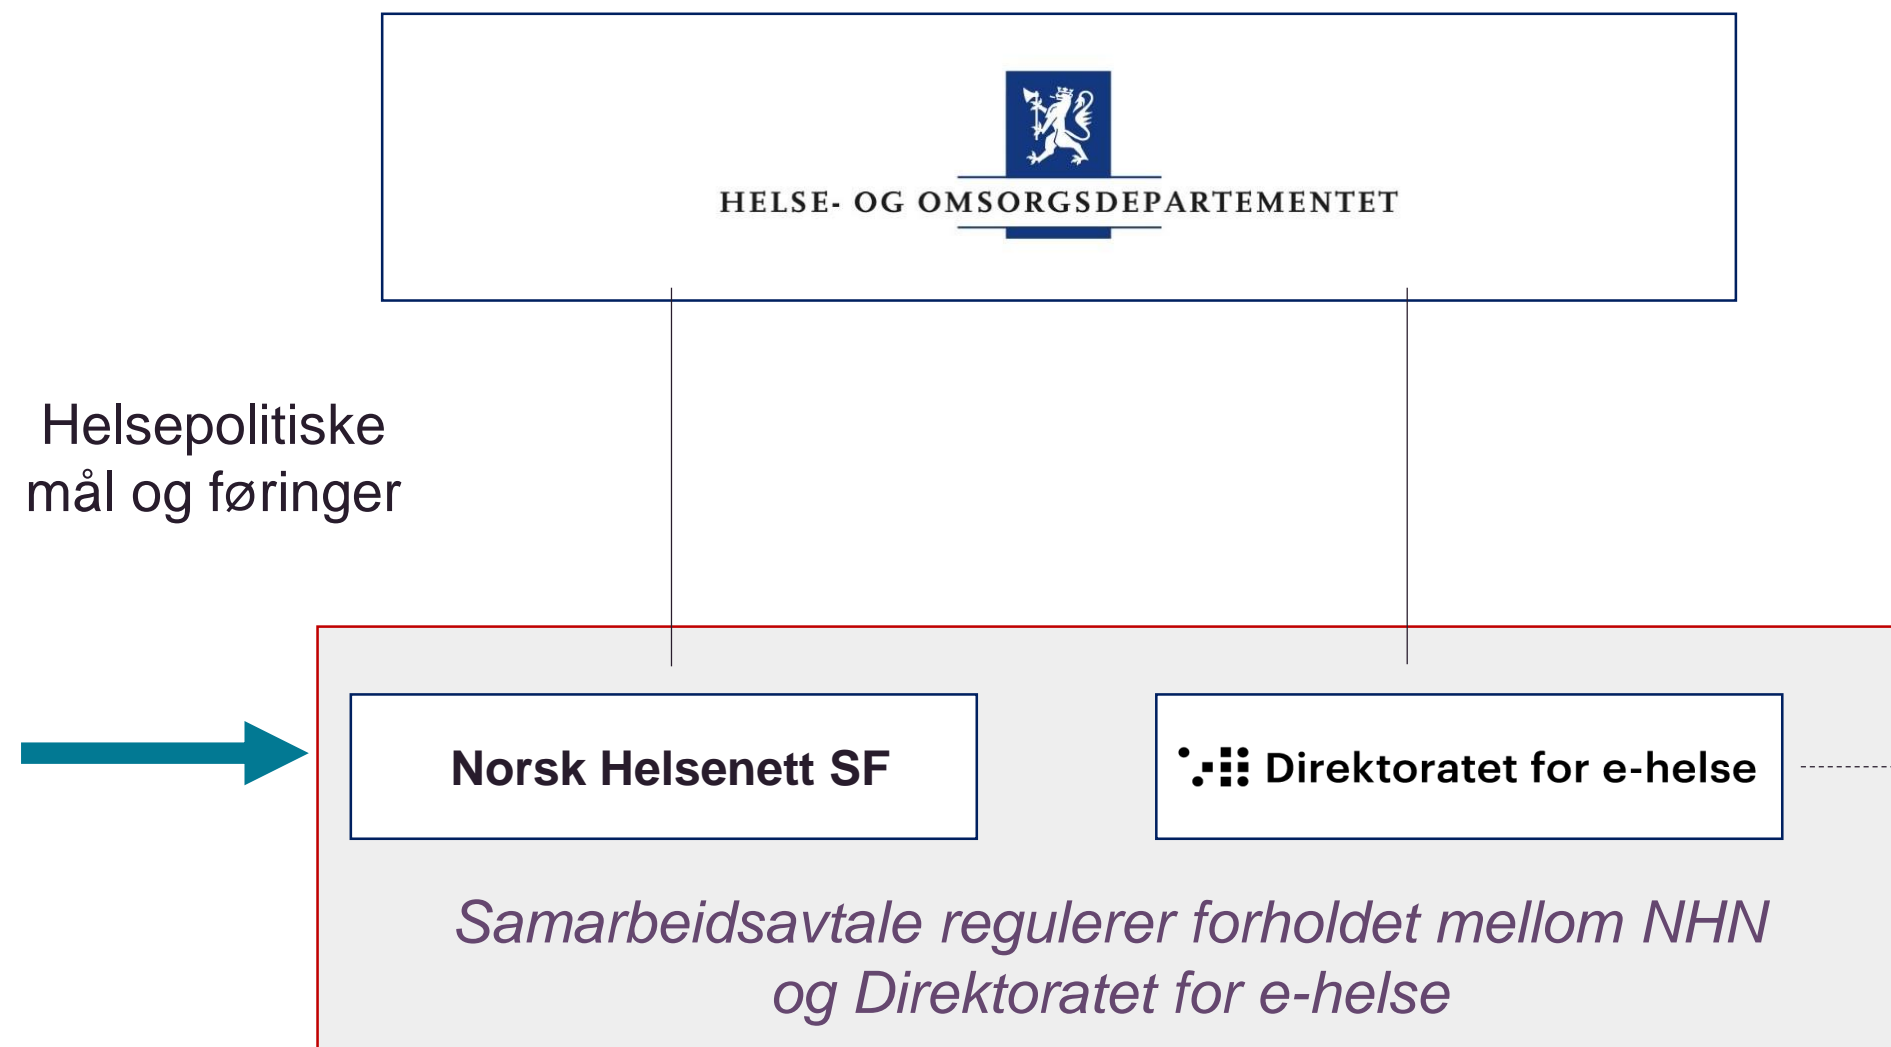 HELSE- OG OMSORGSDEPARTEMENTET
Helsepolitiske
mål og føringer
Norsk Helsenett SF
Direktoratet for e-helse
Samarbeidsavtale regulerer forholdet mellom NHN
og Direktoratet for e-helse